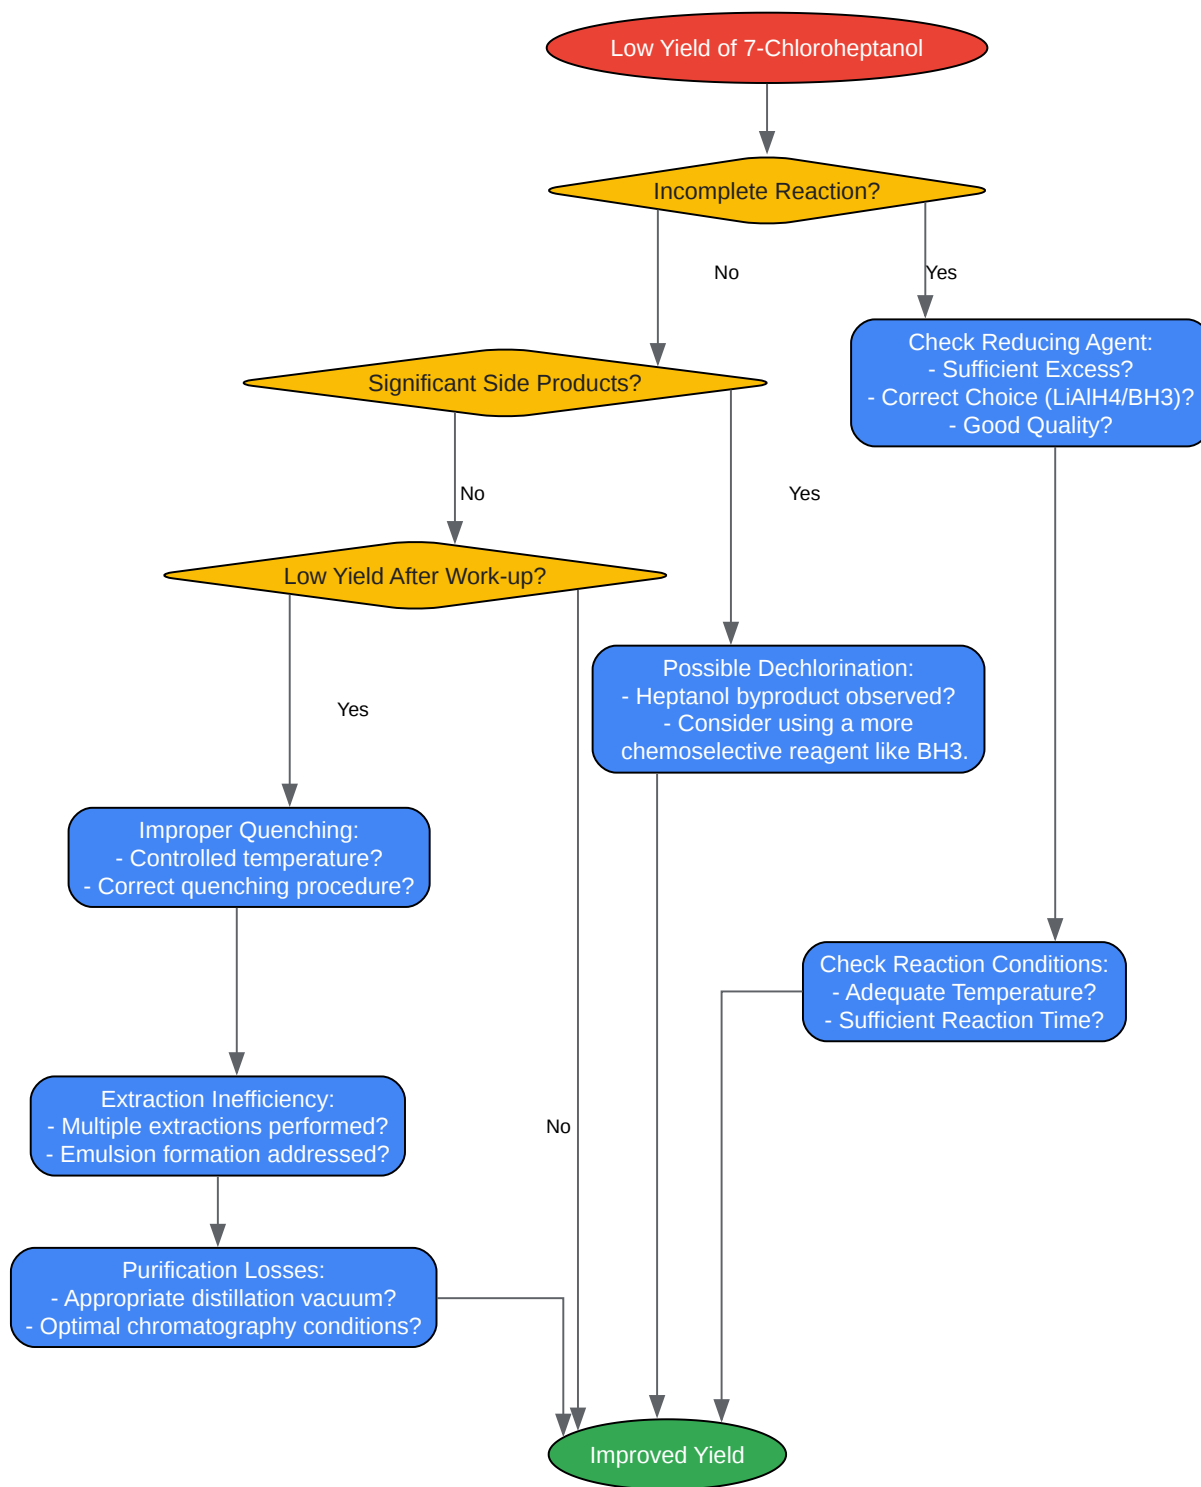 Low Yield of 7-Chloroheptanol
Incomplete Reaction?
No
Yes
Check Reducing Agent:
- Sufficient Excess?
- Correct Choice (LiAlH4/BH3)?
- Good Quality?
Significant Side Products?
No
Yes
Low Yield After Work-up?
Possible Dechlorination:
- Heptanol byproduct observed?
- Consider using a more
chemoselective reagent like BH3.
Yes
Improper Quenching:
- Controlled temperature?
- Correct quenching procedure?
Check Reaction Conditions:
- Adequate Temperature?
- Sufficient Reaction Time?
Extraction Inefficiency:
- Multiple extractions performed?
- Emulsion formation addressed?
No
Purification Losses:
- Appropriate distillation vacuum?
- Optimal chromatography conditions?
Improved Yield